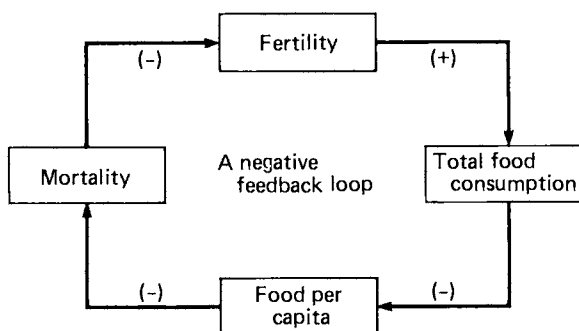 Fertility
(-)
(+)
Mortality
A negative
feedback loop
Total food
consumption
(-)
Food per
capita
(-)